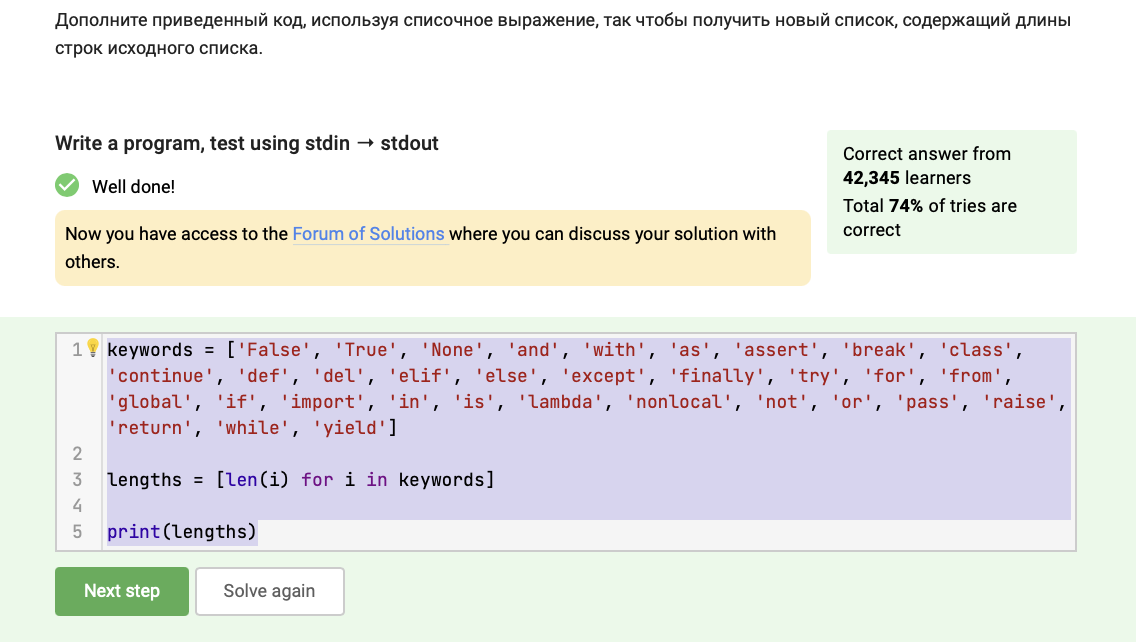 Дополните приведенный код, используя списочное выражение, так чтобы получить новый список, содержащий длины
строк исходного списка.
Write a program, test using stdin → stdout
Well done!
Now you have access to the Forum of Solutions where you can discuss your solution with
others.
Correct answer from
42,345 learners
Total 74% of tries are
correct
1 keywords = ['False', 'True', 'None', 'and', 'with', 'as', 'assert', 'break', 'class',
'continue', 'def', 'del', 'elif', 'else', 'except', 'finally', 'try', 'for', 'from',
'global', 'if', 'import', 'in', 'is', 'lambda', 'nonlocal', 'not', 'or', 'pass', 'raise',
'return', 'while', 'yield']
2
3 lengths = [len(i) for i in keywords]
4
5 print(lengths)
Next step Solve again